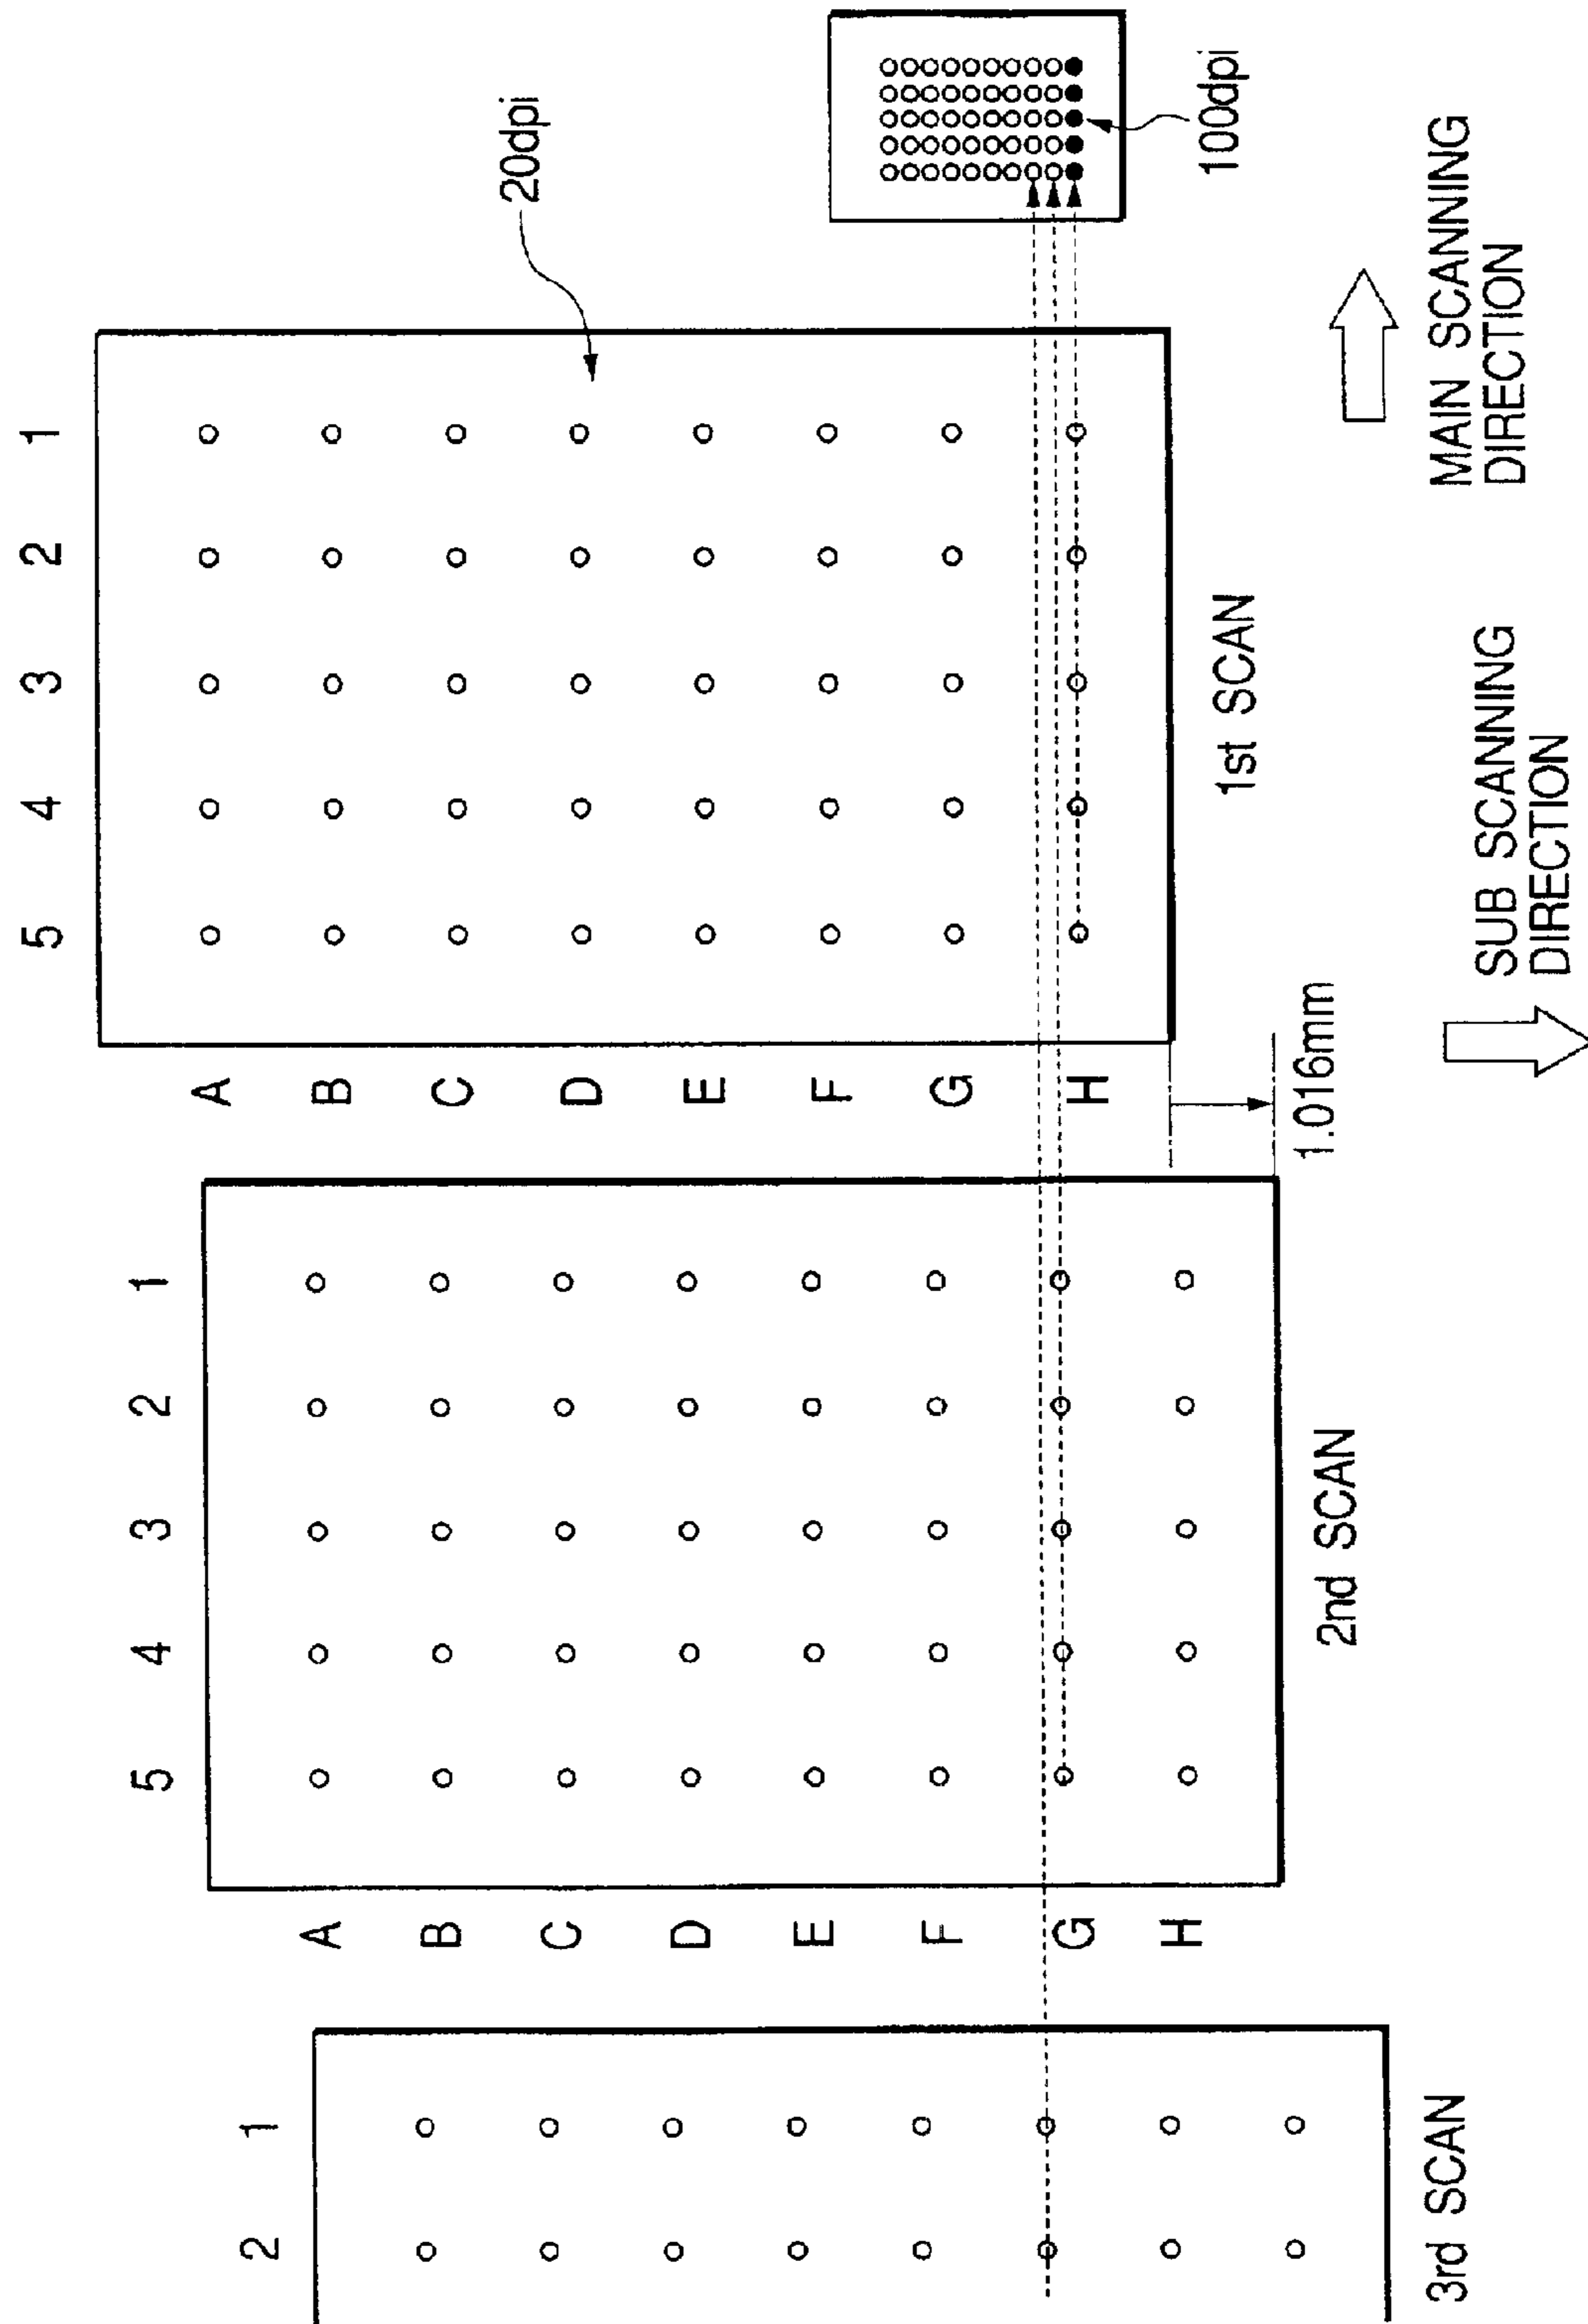 20dpi
100dpi
1
2
3
4
5
A
B
C
D
E
F
G
H
1st SCAN
1.016mm
MAIN SCANNING
DIRECTION
SUB SCANNING
DIRECTION
1
2
3
4
5
A
B
C
D
E
F
G
H
2nd SCAN
1
2
3rd SCAN